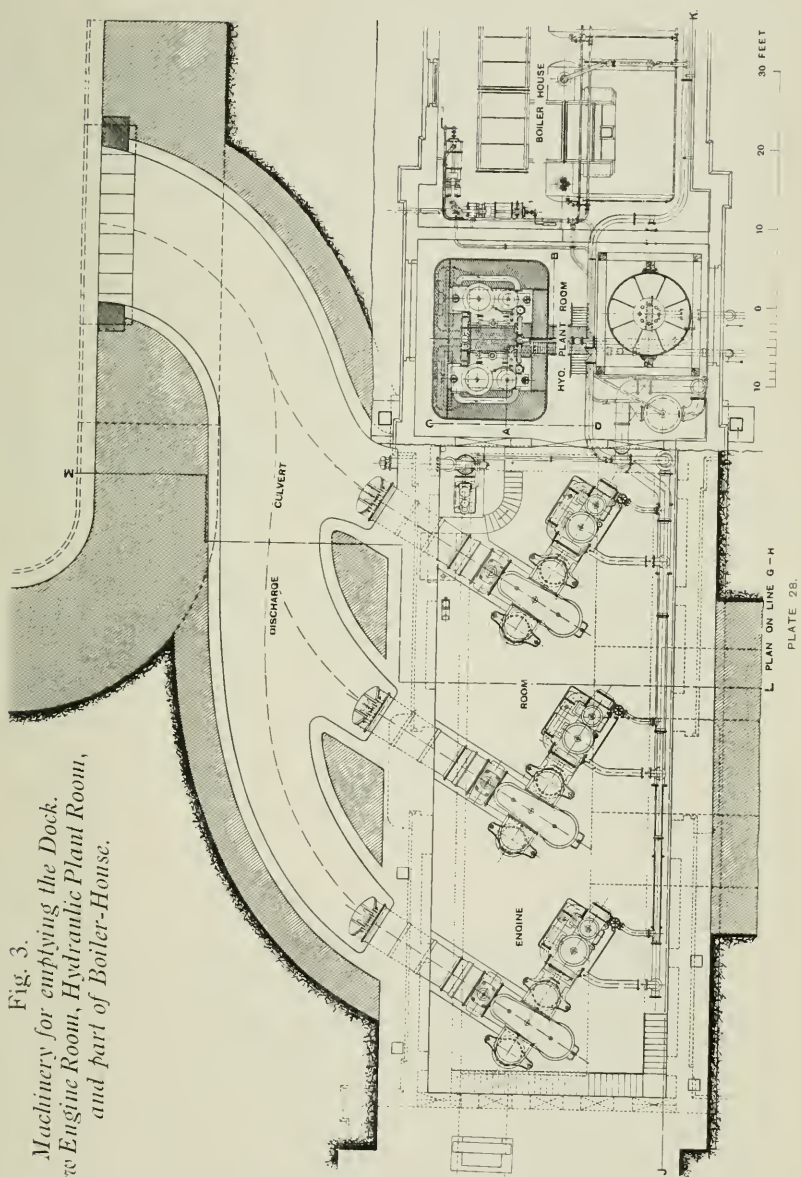 Fig. 3.
Machinery for emptying the Dock.
w Engine Room, Hydraulic Plant Room,
and part of Boiler-House.
M
DISCHARGE CULVERT
BOILER HOUSE
K.
HYD. PLANT ROOM
A
B
C
D
ENGINE ROOM
J
10 0 10 20 30 FEET
L PLAN ON LINE G-H
PLATE 28.